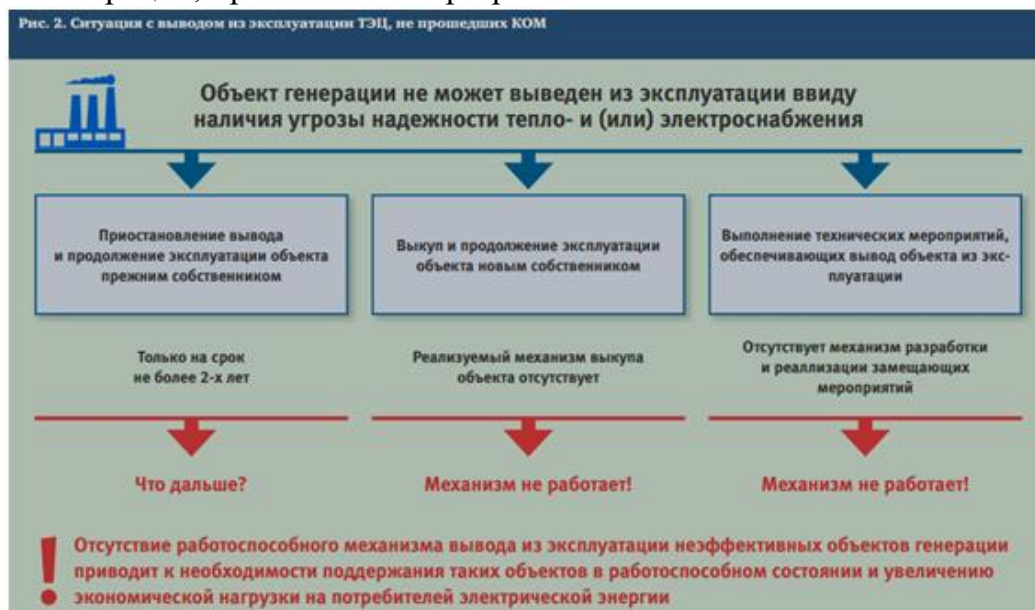 Рис. 2. Ситуация с выводом из эксплуатации ТЭЦ, не прошедших КОМ
Объект генерации не может выведен из эксплуатации ввиду
наличия угрозы надежности тепло- и (или) электроснабжения
Приостановление вывода
и продолжение эксплуатации объекта
прежним собственником
Выкуп и продолжение эксплуатации
объекта новым собственником
Выполнение технических мероприятий,
обеспечивающих вывод объекта из экс-
плуатации
Только на срок
не более 2-х лет
Реализуемый механизм выкупа
объекта отсутствует
Отсутствует механизм разработки
и реаллизации замещающих
мероприятий
Что дальше?
Механизм не работает!
Механизм не работает!
! Отсутствие работоспособного механизма вывода из эксплуатации неэффективных объектов генерации
приводит к необходимости поддержания таких объектов в работоспособном состоянии и увеличению
экономической нагрузки на потребителей электрической энергии